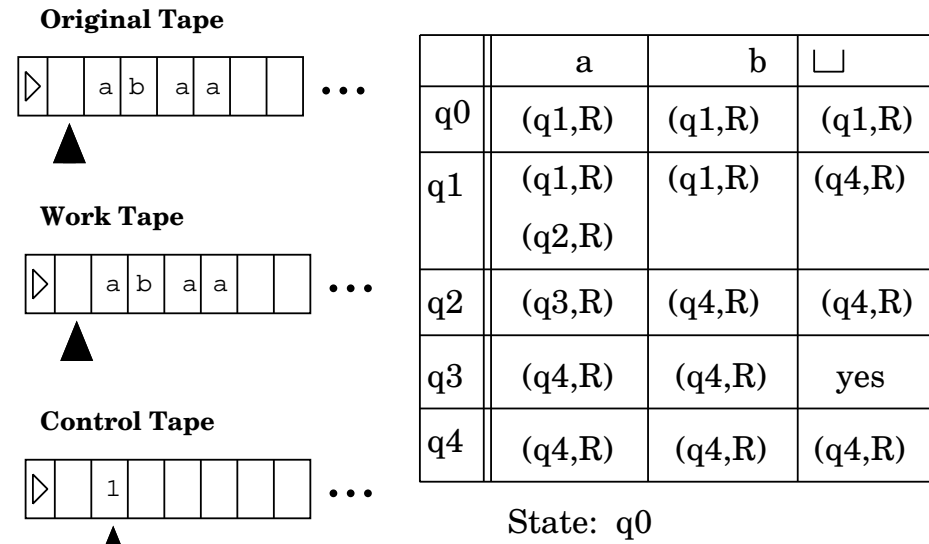 Original Tape
▷ a b a a ...
Work Tape
▷ a b a a ...
Control Tape
▷ 1 ...
a b ⊔
q0 (q1,R) (q1,R) (q1,R)
q1 (q1,R) (q1,R) (q4,R)
(q2,R)
q2 (q3,R) (q4,R) (q4,R)
q3 (q4,R) (q4,R) yes
q4 (q4,R) (q4,R) (q4,R)
State: q0